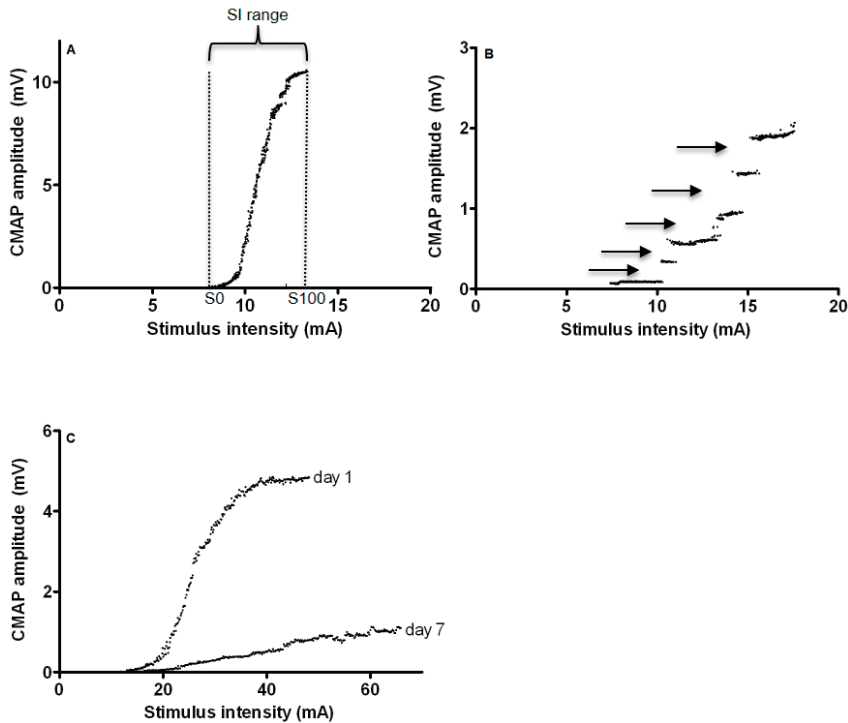 SI range
A
CMAP amplitude (mV)
10
5
0
0 5 10 15 20
S0 S100
Stimulus intensity (mA)
B
CMAP amplitude (mV)
3
2
1
0
0 5 10 15 20
Stimulus intensity (mA)
C
CMAP amplitude (mV)
6
4
2
0
day 1
day 7
0 20 40 60
Stimulus intensity (mA)